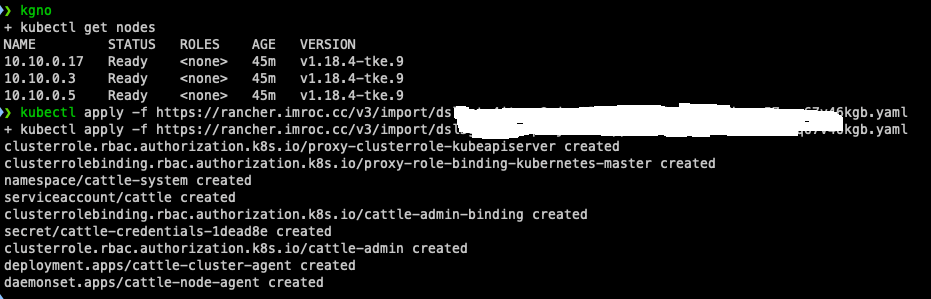 ❯ kgno
+ kubectl get nodes
NAME STATUS ROLES AGE VERSION
10.10.0.17 Ready <none> 45m v1.18.4-tke.9
10.10.0.3 Ready <none> 45m v1.18.4-tke.9
10.10.0.5 Ready <none> 45m v1.18.4-tke.9
❯ kubectl apply -f https://rancher.imroc.cc/v3/import/dsl kgb.yaml
+ kubectl apply -f https://rancher.imroc.cc/v3/import/dsl kgb.yaml
clusterrole.rbac.authorization.k8s.io/proxy-clusterrole-kubeapiserver created
clusterrolebinding.rbac.authorization.k8s.io/proxy-role-binding-kubernetes-master created
namespace/cattle-system created
serviceaccount/cattle created
clusterrolebinding.rbac.authorization.k8s.io/cattle-admin-binding created
secret/cattle-credentials-1dead8e created
clusterrole.rbac.authorization.k8s.io/cattle-admin created
deployment.apps/cattle-cluster-agent created
daemonset.apps/cattle-node-agent created